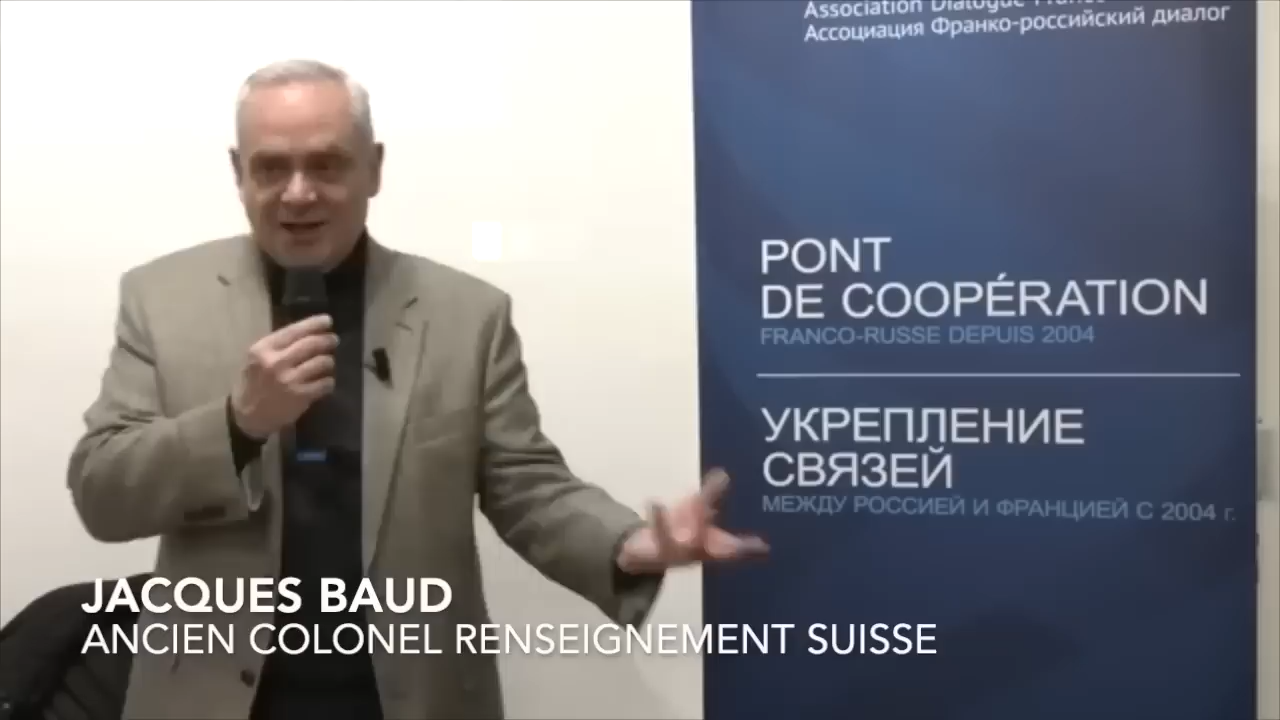 Association Dialogue
Ассоциация Франко-российский диалог
PONT
DE COOPÉRATION
FRANCO-RUSSE DEPUIS 2004
УКРЕПЛЕНИЕ
СВЯЗЕЙ
МЕЖДУ РОССИЕЙ И ФРАНЦИЕЙ С 2004 г.
JACQUES BAUD
ANCIEN COLONEL RENSEIGNEMENT SUISSE